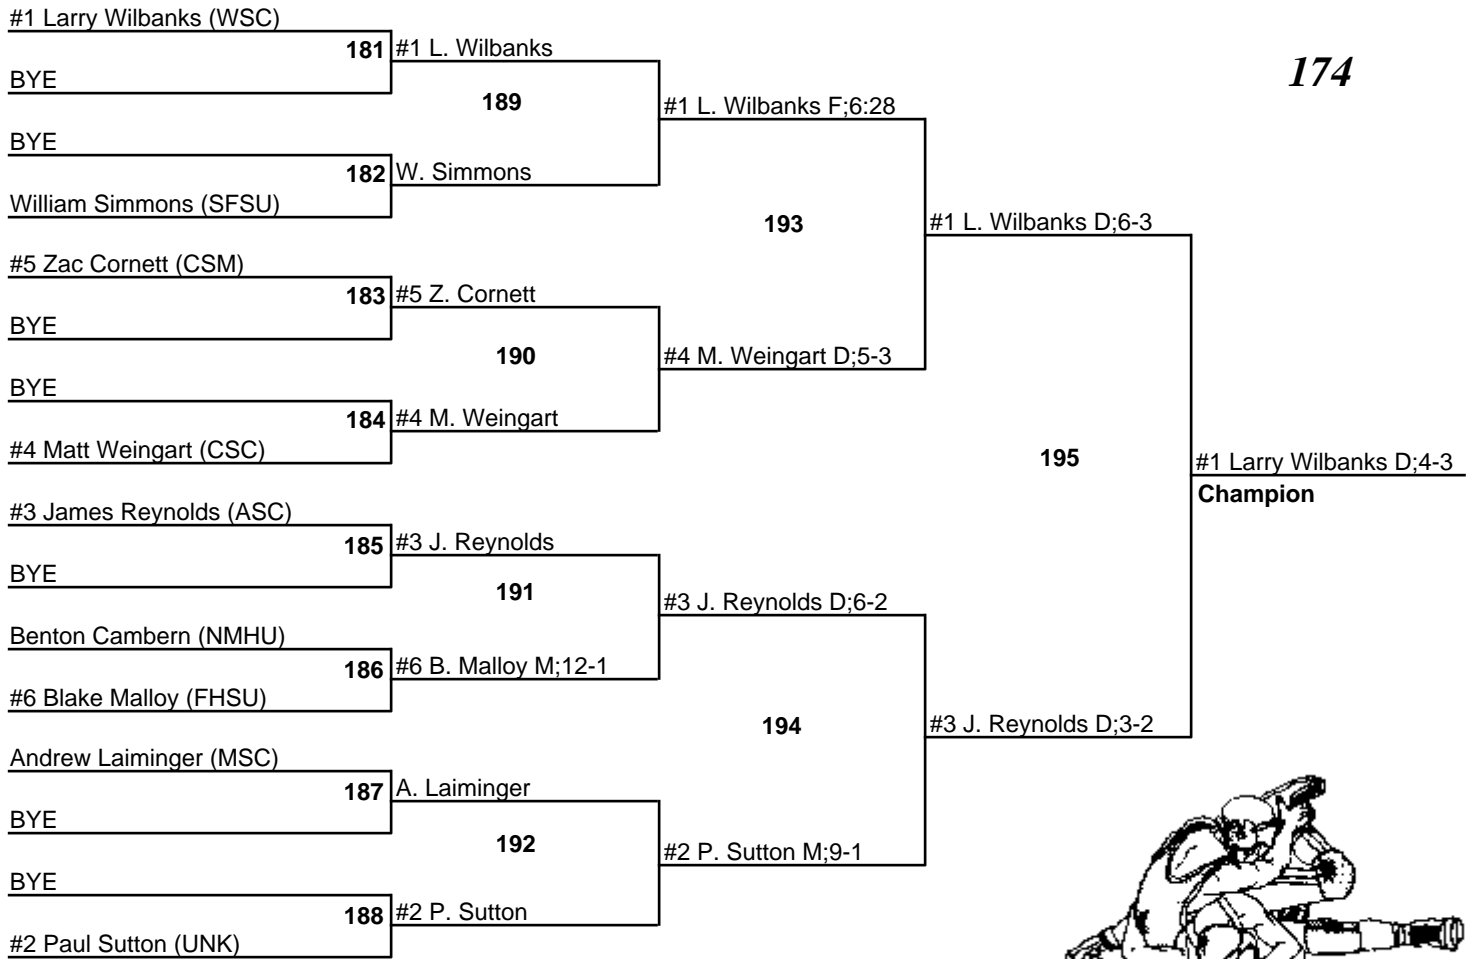 #1 Larry Wilbanks (WSC)
181 #1 L. Wilbanks
174
BYE
189
#1 L. Wilbanks F;6:28
BYE
182 W. Simmons
William Simmons (SFSU)
193
#1 L. Wilbanks D;6-3
#5 Zac Cornett (CSM)
183 #5 Z. Cornett
BYE
190
#4 M. Weingart D;5-3
BYE
184 #4 M. Weingart
#4 Matt Weingart (CSC)
195
#1 Larry Wilbanks D;4-3
Champion
#3 James Reynolds (ASC)
185 #3 J. Reynolds
BYE
191
#3 J. Reynolds D;6-2
Benton Cambern (NMHU)
186 #6 B. Malloy M;12-1
#6 Blake Malloy (FHSU)
194
#3 J. Reynolds D;3-2
Andrew Laiminger (MSC)
187 A. Laiminger
BYE
192
#2 P. Sutton M;9-1
BYE
188 #2 P. Sutton
#2 Paul Sutton (UNK)